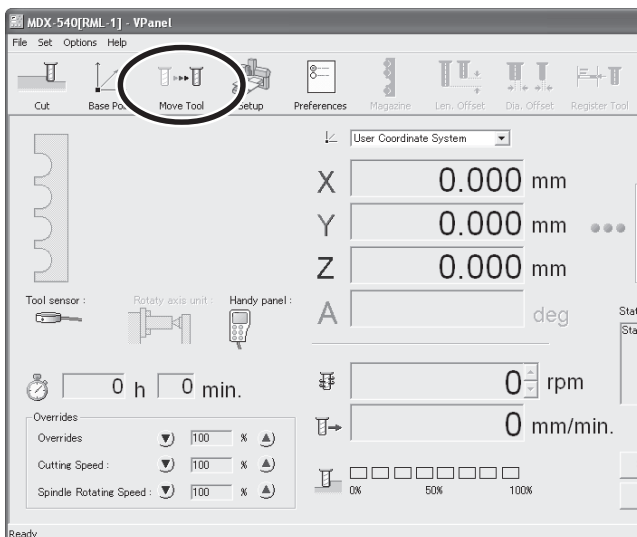 MDX-540[RML-1] - VPanel
File Set Options Help
Cut Base Po Move Tool Setup Preferences Magazine Len. Offset Dia. Offset Register Tool
User Coordinate System
X 0.000 mm
Y 0.000 mm
Z 0.000 mm
Tool sensor : Rotaty axis unit : Handy panel :
A deg
Stat
Sta
0 h 0 min.
0 rpm
Overrides
Overrides 100 %
0 mm/min.
Cutting Speed : 100 %
Spindle Rotating Speed : 100 %
0% 50% 100%
Ready